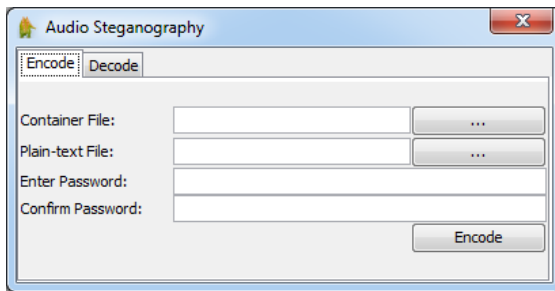 Audio Steganography
Encode Decode
Container File: ...
Plain-text File: ...
Enter Password:
Confirm Password:
Encode